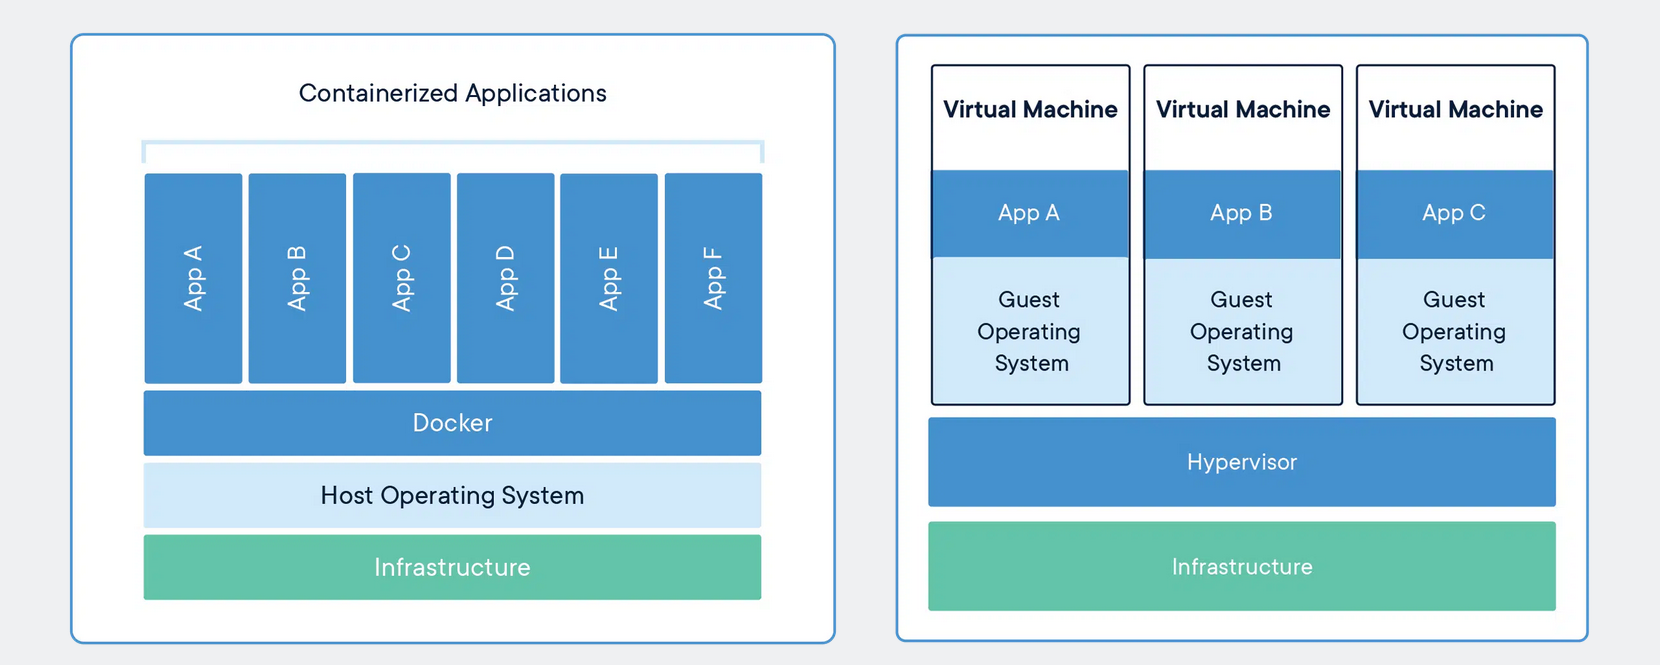 Containerized Applications
App A
App B
App C
App D
App E
App F
Docker
Host Operating System
Infrastructure
Virtual Machine
App A
Guest
Operating
System
Virtual Machine
App B
Guest
Operating
System
Virtual Machine
App C
Guest
Operating
System
Hypervisor
Infrastructure